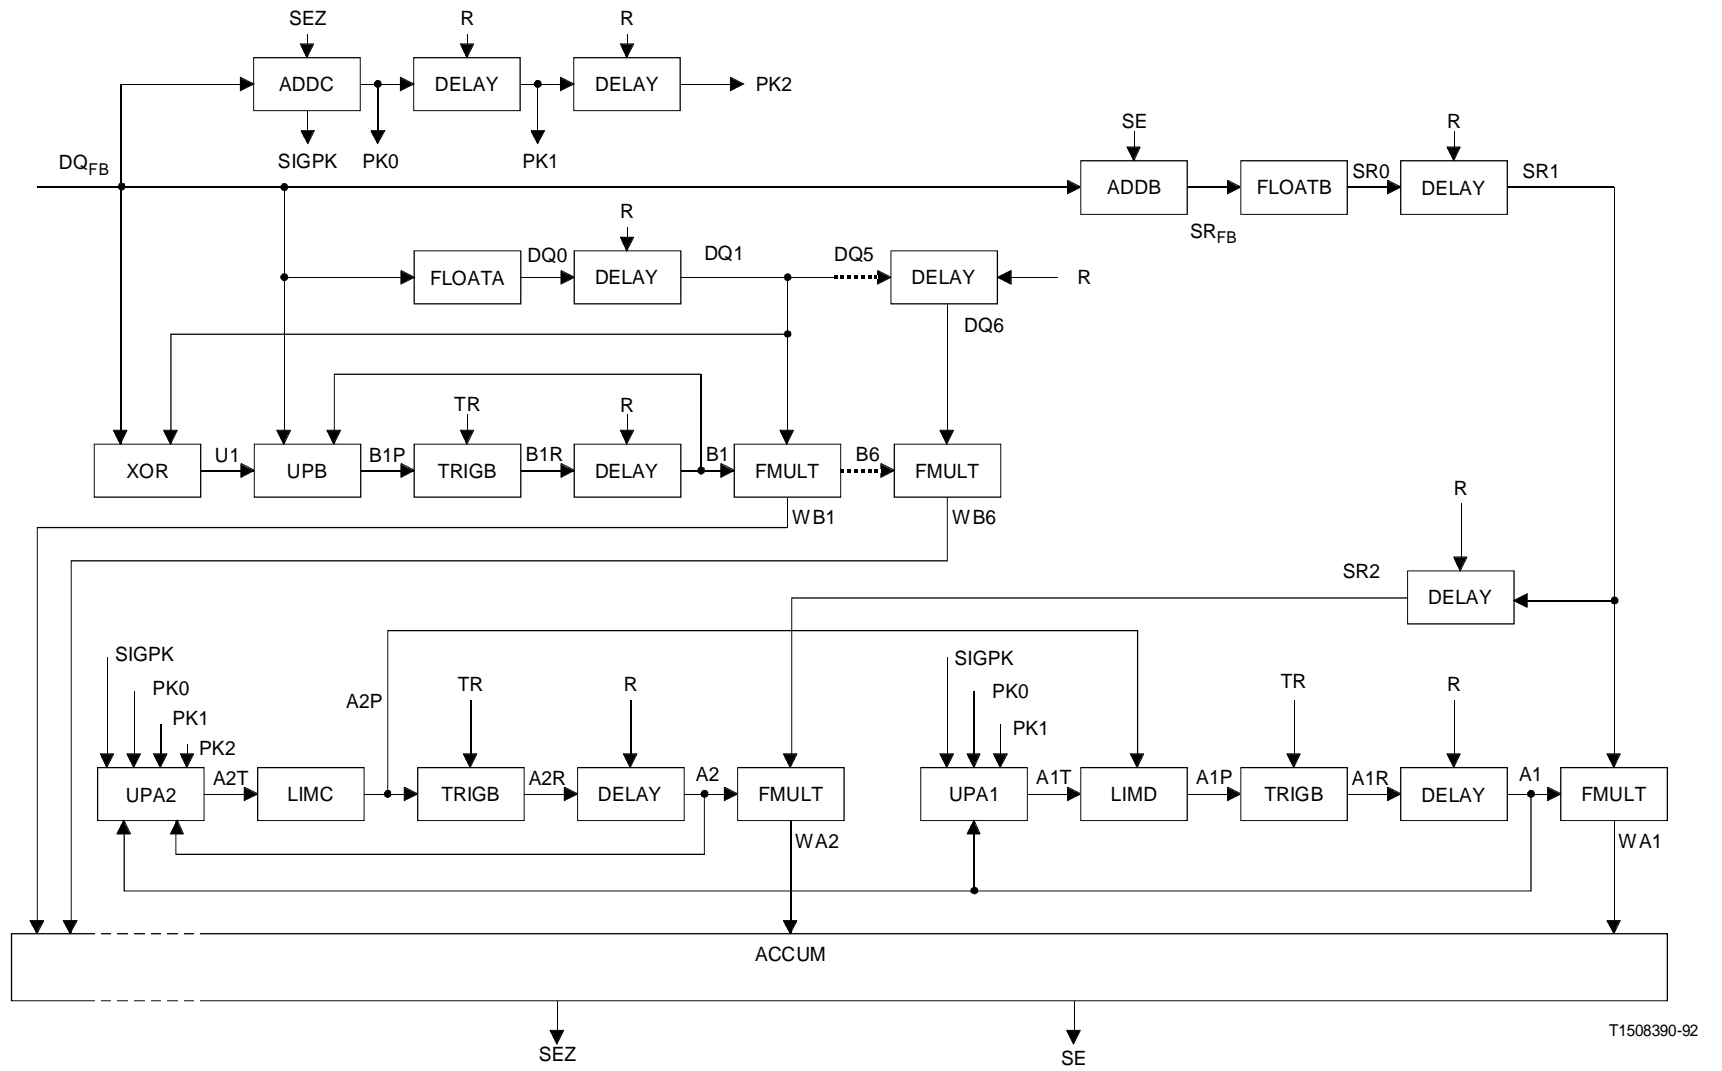 SEZ R R
ADDC DELAY DELAY PK2
SIGPK PK0 PK1
SE R
DQFB ADDB FLOATB SR0 DELAY SR1
SRFB
R
FLOATA DQ0 DELAY DQ1 DQ5 DELAY R
DQ6
TR R
XOR U1 UPB B1P TRIGB B1R DELAY B1 FMULT B6 FMULT
WB1 WB6
R
SR2 DELAY
SIGPK TR R SIGPK TR R
PK0 A2P PK0
PK1 PK1
PK2
UPA2 A2T LIMC TRIGB A2R DELAY A2 FMULT UPA1 A1T LIMD A1P TRIGB A1R DELAY A1 FMULT
WA2 WA1
ACCUM
SEZ SE
T1508390-92